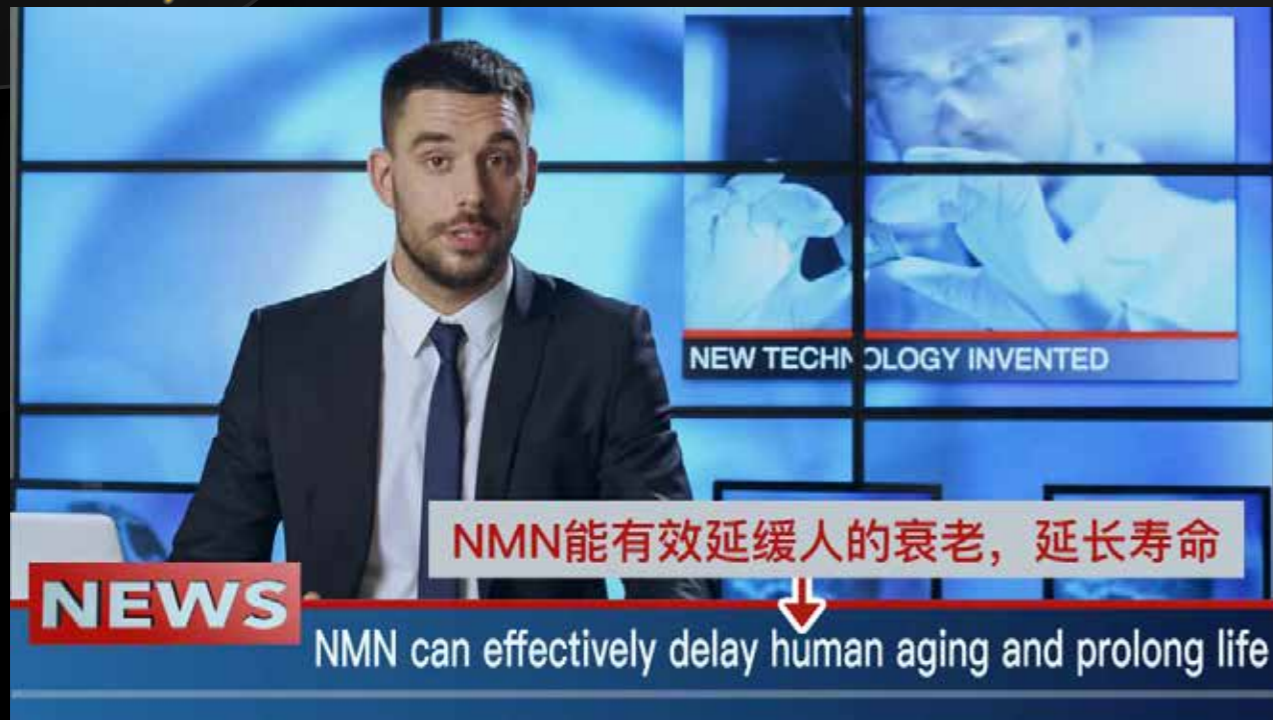 NEW TECHNOLOGY INVENTED
NMN能有效延缓人的衰老，延长寿命
NEWS
NMN can effectively delay human aging and prolong life